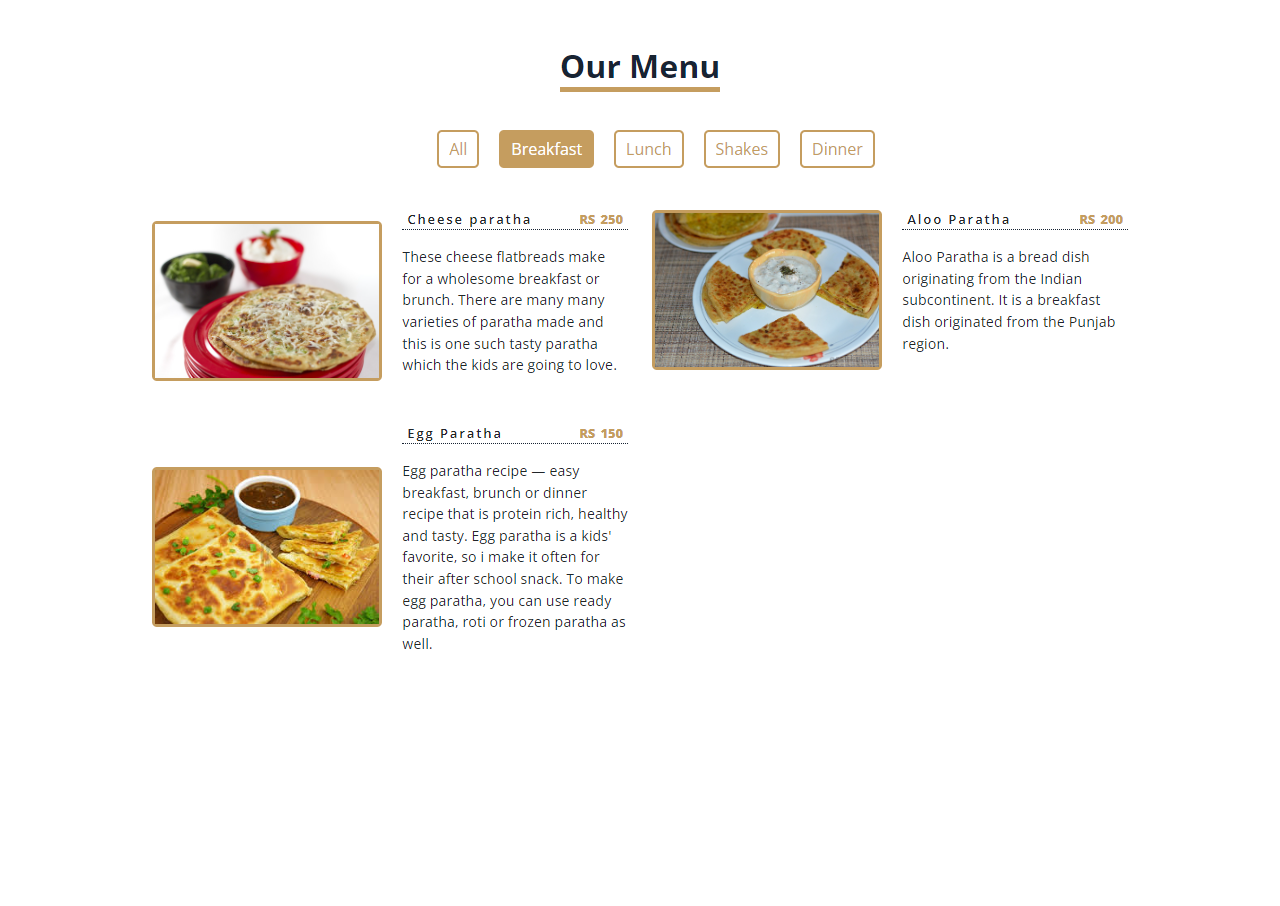 Our Menu
All Breakfast Lunch Shakes Dinner
Cheese paratha RS 250
These cheese flatbreads make
for a wholesome breakfast or
brunch. There are many many
varieties of paratha made and
this is one such tasty paratha
which the kids are going to love.
Aloo Paratha RS 200
Aloo Paratha is a bread dish
originating from the Indian
subcontinent. It is a breakfast
dish originated from the Punjab
region.
Egg Paratha RS 150
Egg paratha recipe — easy
breakfast, brunch or dinner
recipe that is protein rich, healthy
and tasty. Egg paratha is a kids'
favorite, so i make it often for
their after school snack. To make
egg paratha, you can use ready
paratha, roti or frozen paratha as
well.